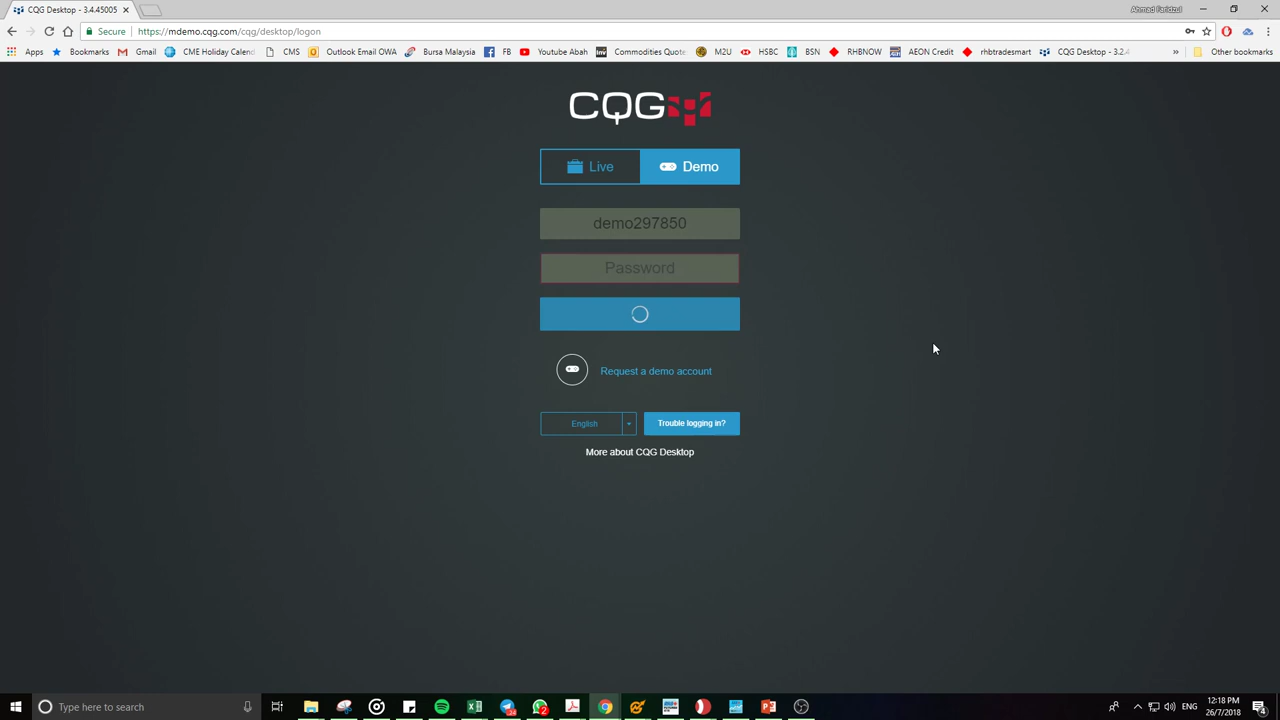 CQG Desktop - 3.4.45005
Ahmad Faridzul
Secure
https://mdemo.cqg.com/cqg/desktop/logon
Apps Bookmarks Gmail CME Holiday Calend CMS Outlook Email OWA Bursa Malaysia FB Youtube Abah Commodities Quote M2U HSBC BSN RHBNOW AEON Credit rhbtradesmart CQG Desktop - 3.2.4 » Other bookmarks
CQG
Live
Demo
demo297850
Password
Request a demo account
English
Trouble logging in?
More about CQG Desktop
Type here to search
ENG
12:18 PM
26/7/2018